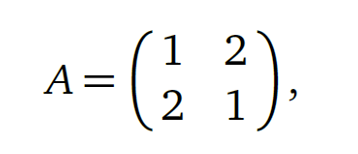 A = ( 1 2
2 1 ),